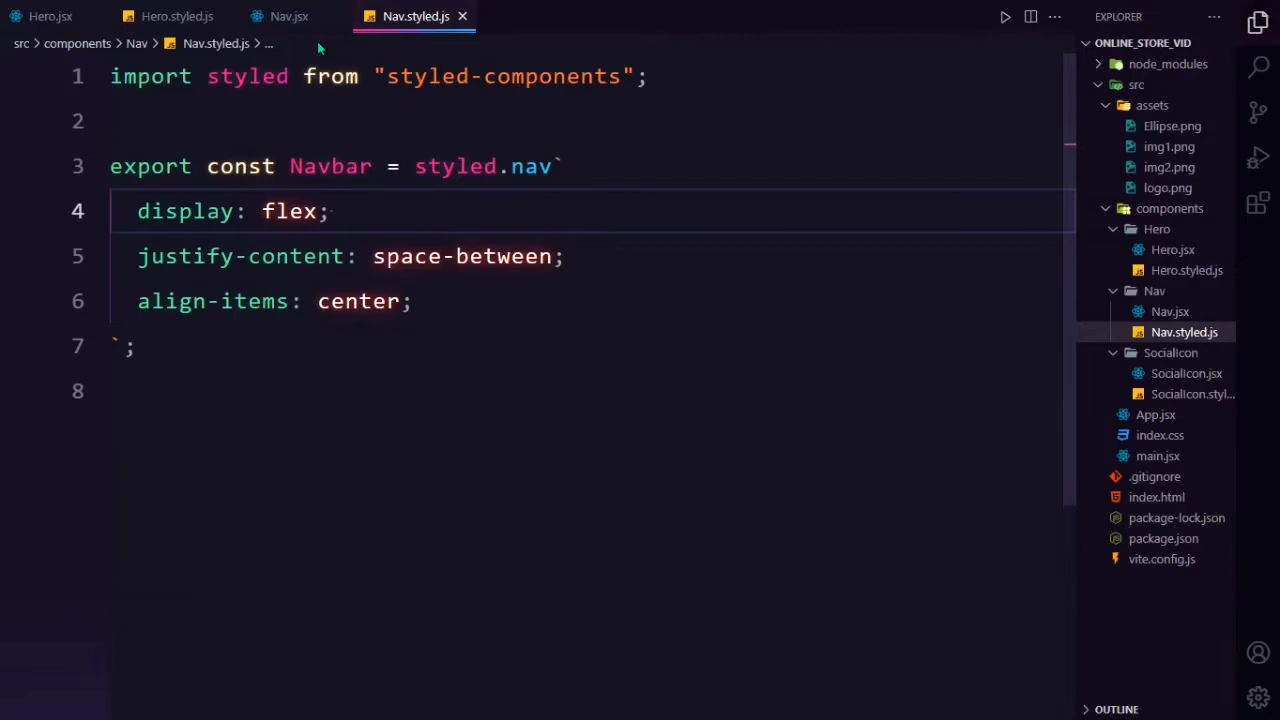 Hero.jsx
Hero.styled.js
Nav.jsx
Nav.styled.js
src
components
Nav
Nav.styled.js
...
1 import styled from "styled-components";
2
3 export const Navbar = styled.nav`
4 display: flex;
5 justify-content: space-between;
6 align-items: center;
7 `;
8
EXPLORER
ONLINE_STORE_VID
node_modules
src
assets
Ellipse.png
img1.png
img2.png
logo.png
components
Hero
Hero.jsx
Hero.styled.js
Nav
Nav.jsx
Nav.styled.js
SocialIcon
SocialIcon.jsx
SocialIcon.styl...
App.jsx
index.css
main.jsx
.gitignore
index.html
package-lock.json
package.json
vite.config.js
OUTLINE